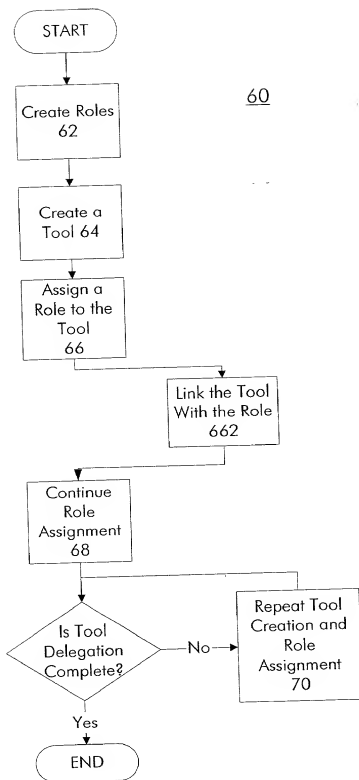 START
60
Create Roles
62
Create a
Tool 64
Assign a
Role to the
Tool
66
Link the Tool
With the Role
662
Continue
Role
Assignment
68
Is Tool
Delegation
Complete?
No
Repeat Tool
Creation and
Role
Assignment
70
Yes
END